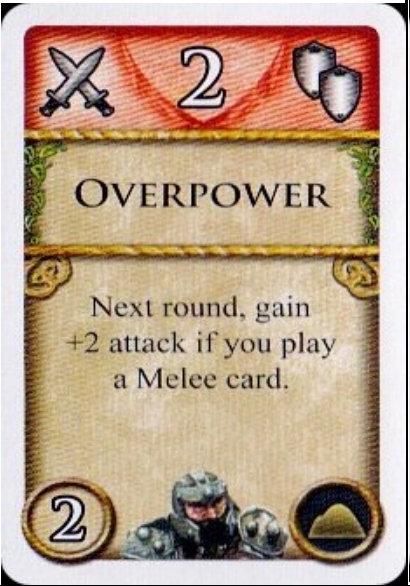 2
OVERPOWER
Next round, gain
+2 attack if you play
a Melee card.
2